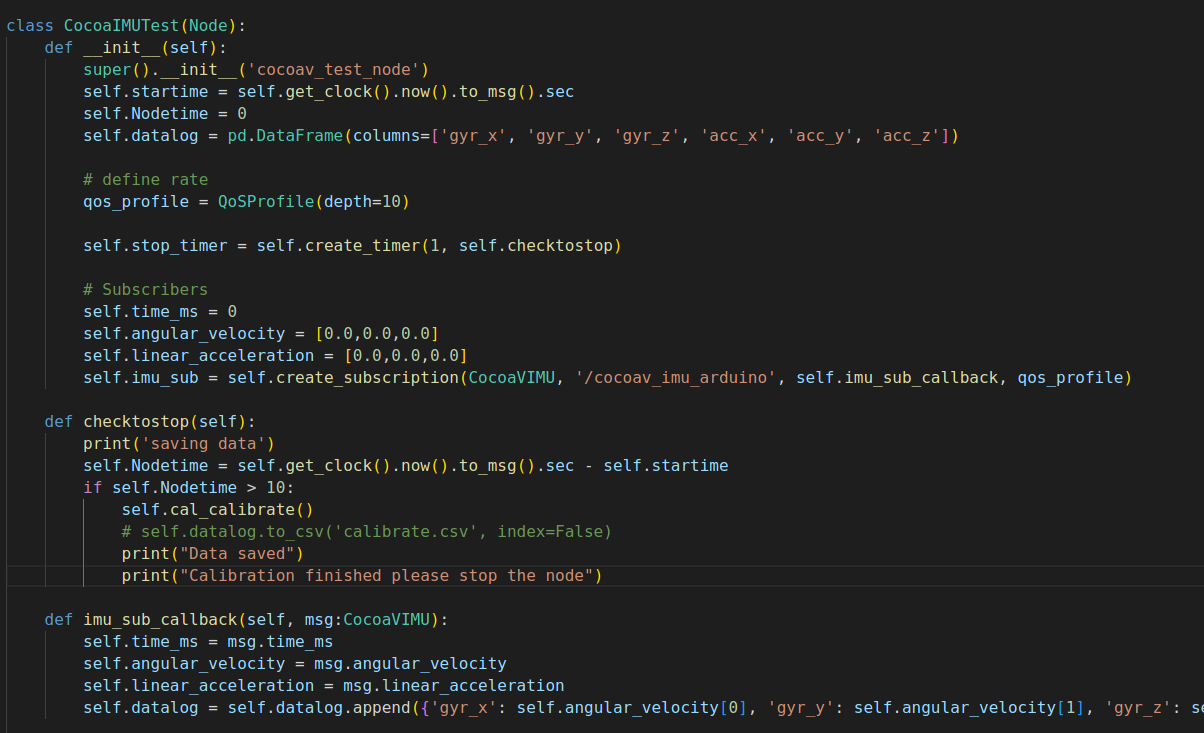 class CocoaIMUTest(Node):
    def __init__(self):
        super().__init__('cocoav_test_node')
        self.startime = self.get_clock().now().to_msg().sec
        self.Nodetime = 0
        self.datalog = pd.DataFrame(columns=['gyr_x', 'gyr_y', 'gyr_z', 'acc_x', 'acc_y', 'acc_z'])
        # define rate
        qos_profile = QoSProfile(depth=10)
        self.stop_timer = self.create_timer(1, self.checktostop)
        # Subscribers
        self.time_ms = 0
        self.angular_velocity = [0.0,0.0,0.0]
        self.linear_acceleration = [0.0,0.0,0.0]
        self.imu_sub = self.create_subscription(CocoaVIMU, '/cocoav_imu_arduino', self.imu_sub_callback, qos_profile)
    def checktostop(self):
        print('saving data')
        self.Nodetime = self.get_clock().now().to_msg().sec - self.startime
        if self.Nodetime > 10:
            self.cal_calibrate()
            # self.datalog.to_csv('calibrate.csv', index=False)
            print("Data saved")
            print("Calibration finished please stop the node")
    def imu_sub_callback(self, msg:CocoaVIMU):
        self.time_ms = msg.time_ms
        self.angular_velocity = msg.angular_velocity
        self.linear_acceleration = msg.linear_acceleration
        self.datalog = self.datalog.append({'gyr_x': self.angular_velocity[0], 'gyr_y': self.angular_velocity[1], 'gyr_z': se